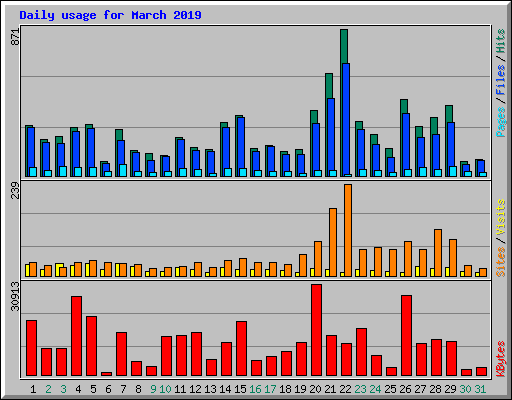 Daily usage for March 2019
871
Pages / Files / Hits
239
Sites / Visits
30913
KBytes
1 2 3 4 5 6 7 8 9 10 11 12 13 14 15 16 17 18 19 20 21 22 23 24 25 26 27 28 29 30 31